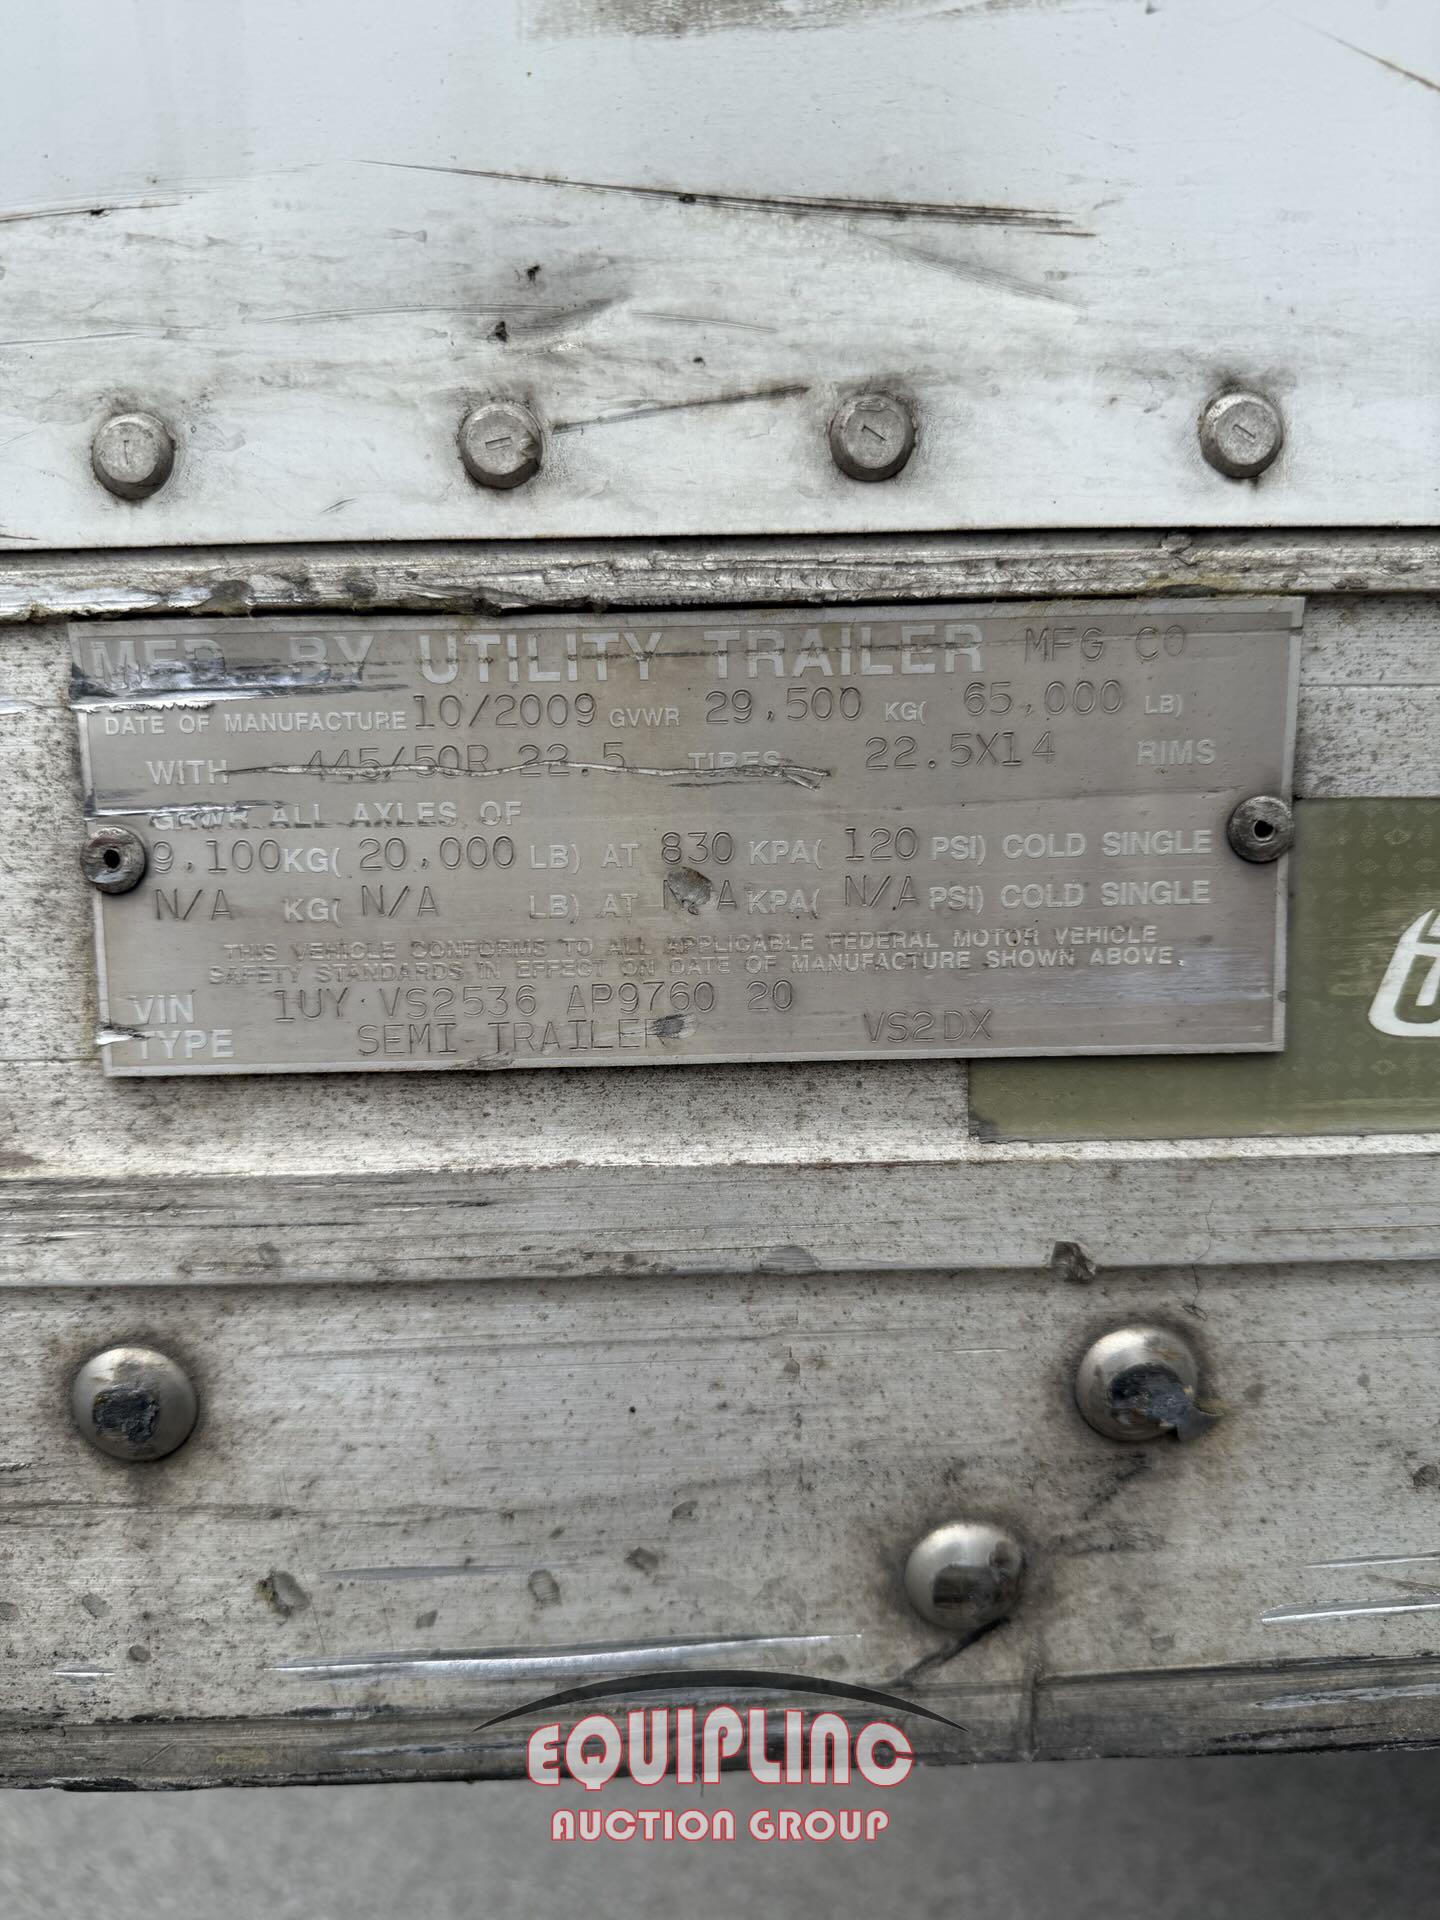 MFD. BY UTILITY TRAILER MFG CO
DATE OF MANUFACTURE 10/2009 GVWR 29,500 KG( 65,000 LB)
WITH 445/50R 22.5 TIRES 22.5X14 RIMS
GAWR ALL AXLES OF
9,100 KG( 20,000 LB) AT 830 KPA( 120 PSI) COLD SINGLE
N/A KG( N/A LB) AT N/A KPA( N/A PSI) COLD SINGLE
THIS VEHICLE CONFORMS TO ALL APPLICABLE FEDERAL MOTOR VEHICLE
SAFETY STANDARDS IN EFFECT ON DATE OF MANUFACTURE SHOWN ABOVE.
VIN 1UY VS2536 AP9760 20
TYPE SEMI-TRAILER VS2DX
EQUIPLINC
AUCTION GROUP